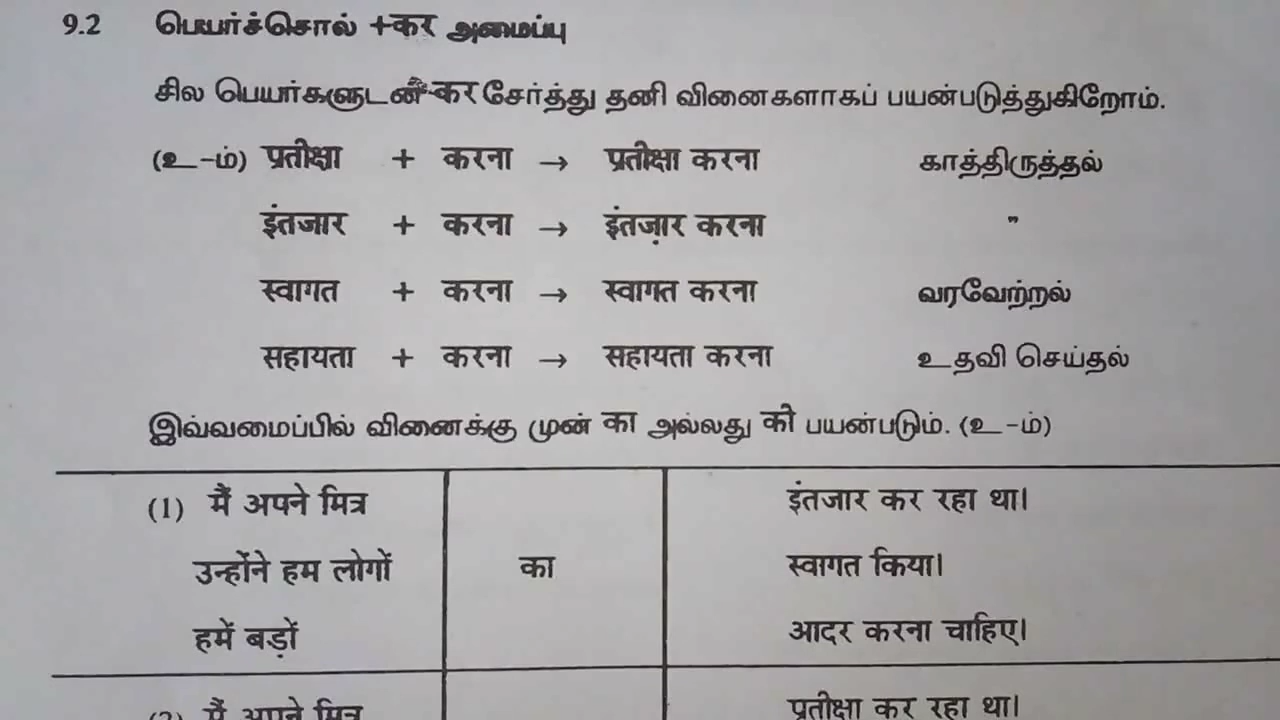 9.2 பெயர்ச்சொல் +कर அமைப்பு
சில பெயர்களுடன் कर சேர்த்து தனி வினைகளாகப் பயன்படுத்துகிறோம்.
(உ-ம்) प्रतीक्षा + करना → प्रतीक्षा करना காத்திருத்தல்
इंतजार + करना → इंतज़ार करना "
स्वागत + करना → स्वागत करना வரவேற்றல்
सहायता + करना → सहायता करना உதவி செய்தல்
இவ்வமைப்பில் வினைக்கு முன் का அல்லது की பயன்படும். (உ-ம்)
(1) मैं अपने मित्र इंतजार कर रहा था।
उन्होंने हम लोगों का स्वागत किया।
हमें बड़ों आदर करना चाहिए।
(2) मैं अपने मित्र प्रतीक्षा कर रहा था।